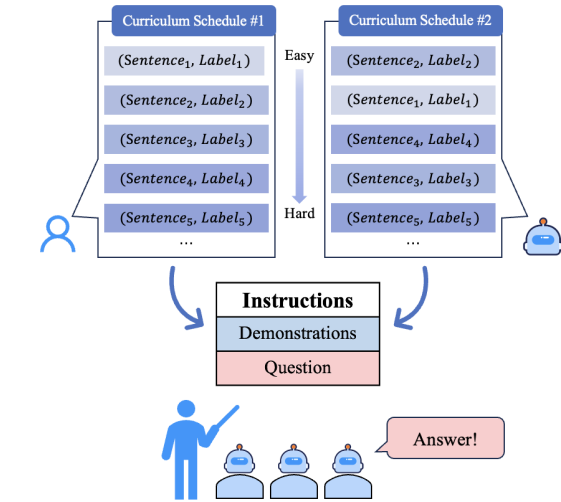 Curriculum Schedule #1
(Sentence₁, Label₁)
(Sentence₂, Label₂)
(Sentence₃, Label₃)
(Sentence₄, Label₄)
(Sentence₅, Label₅)
...
Easy
Hard
Curriculum Schedule #2
(Sentence₂, Label₂)
(Sentence₁, Label₁)
(Sentence₄, Label₄)
(Sentence₃, Label₃)
(Sentence₅, Label₅)
...
Instructions
Demonstrations
Question
Answer!